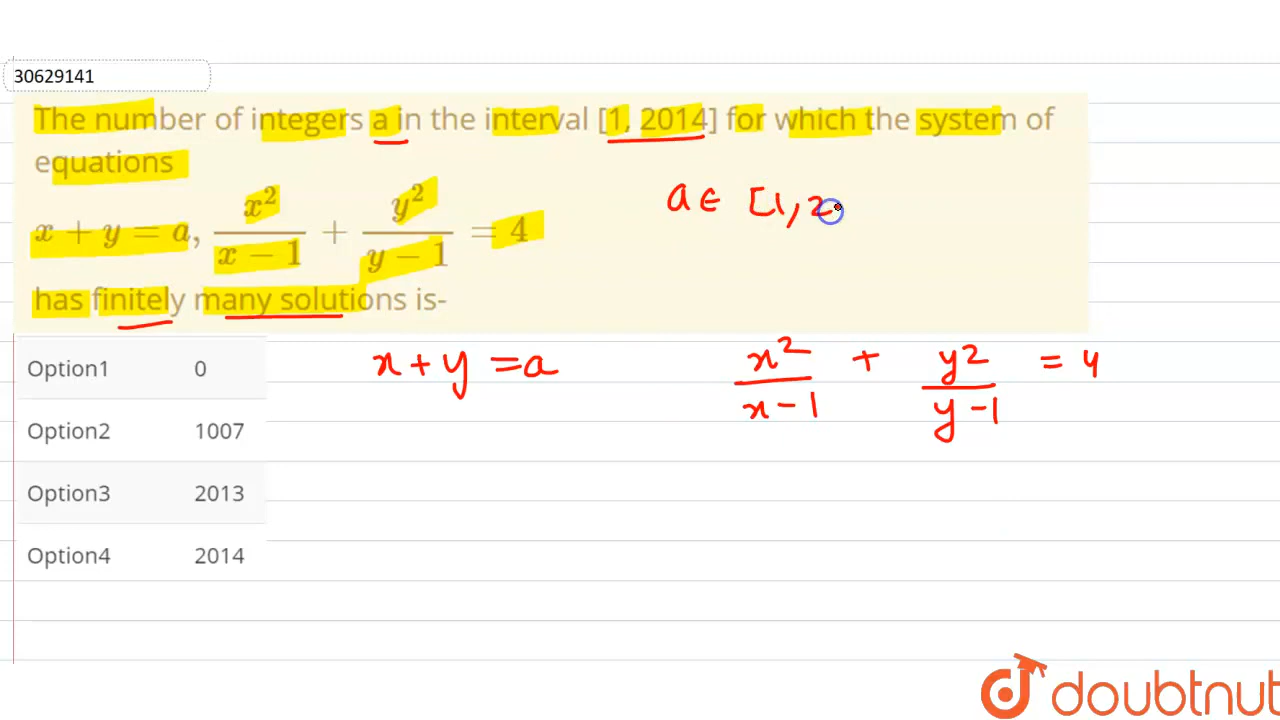 30629141
The number of integers a in the interval [1, 2014] for which the system of
equations
x + y = a, x²/(x − 1) + y²/(y − 1) = 4
has finitely many solutions is-
a ∈ [1, 2
Option1 0
x + y = a x²/(x − 1) + y²/(y − 1) = 4
Option2 1007
Option3 2013
Option4 2014
doubtnut